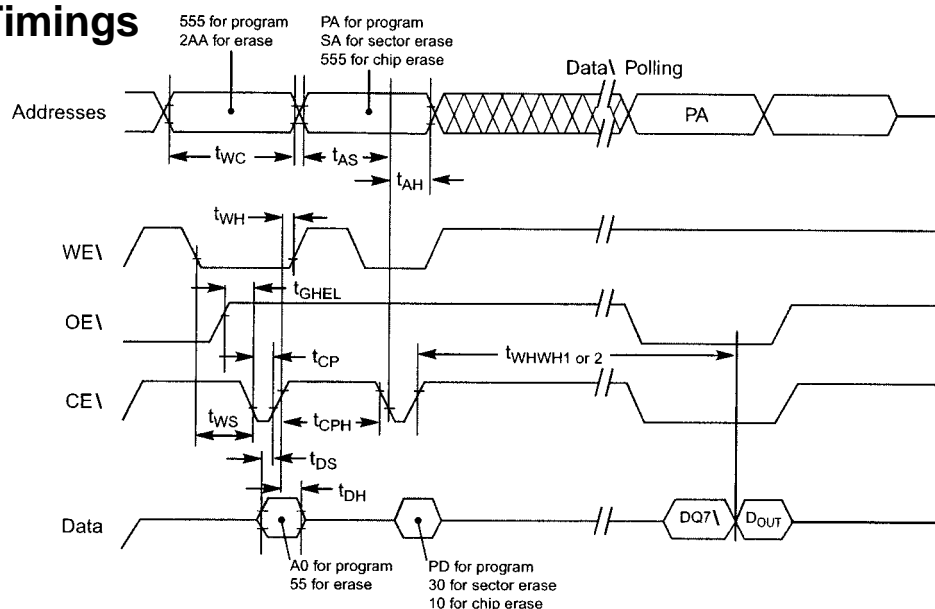 Timings
555 for program
2AA for erase
PA for program
SA for sector erase
555 for chip erase
Data\ Polling
Addresses
PA
tWC
tAS
tAH
tWH
WE\
tGHEL
OE\
tCP
tWHWH1 or 2
CE\
tWS
tCPH
tDS
tDH
Data
DQ7\
DOUT
A0 for program
55 for erase
PD for program
30 for sector erase
10 for chip erase